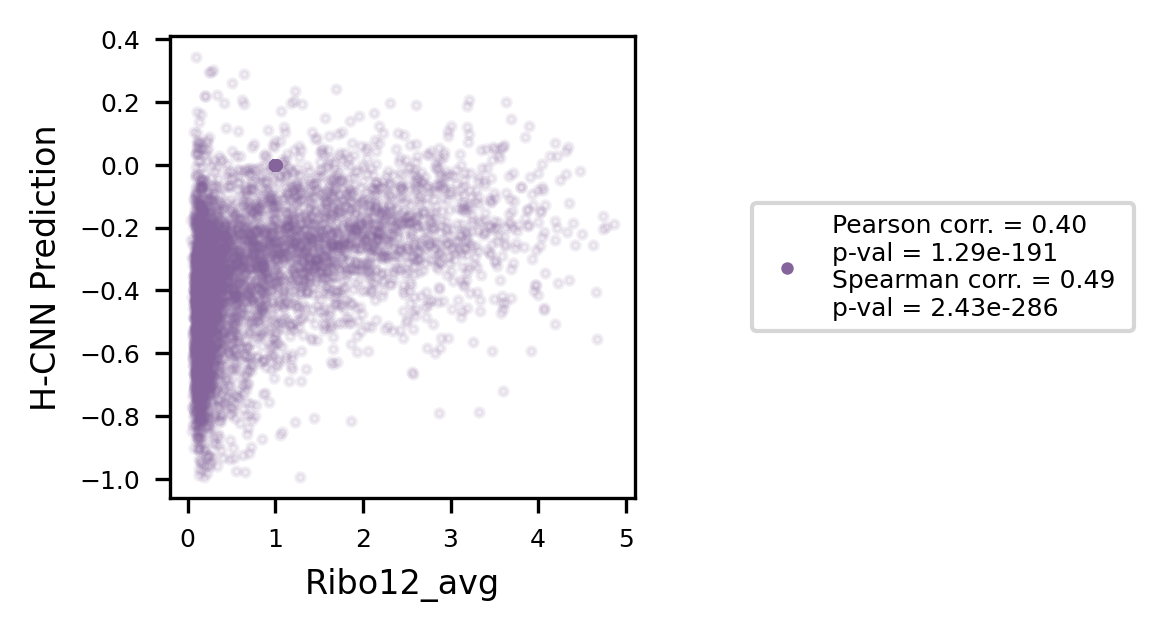 0.4
0.2
0.0
−0.2
−0.4
−0.6
−0.8
−1.0
H-CNN Prediction
0 1 2 3 4 5
Ribo12_avg
Pearson corr. = 0.40
p-val = 1.29e-191
Spearman corr. = 0.49
p-val = 2.43e-286